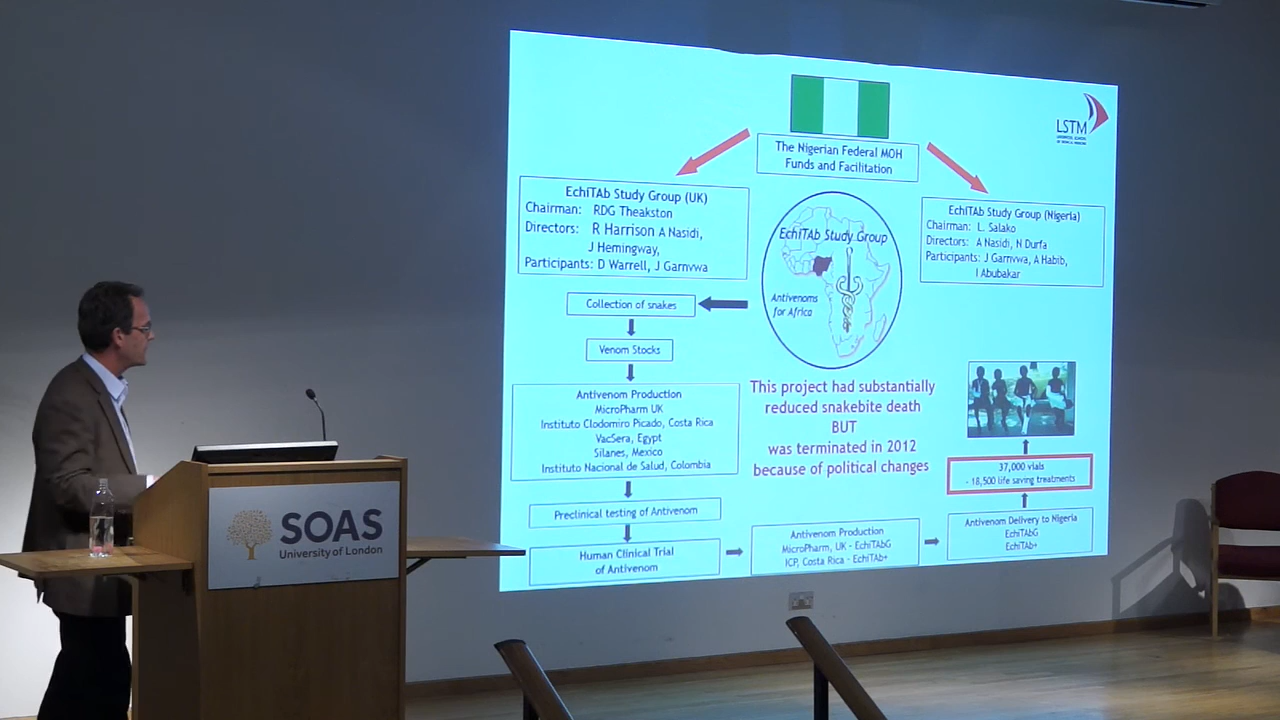 The Nigerian Federal MOH
Funds and Facilitation
LSTM
EchiTAb Study Group (UK)
Chairman: RDG Theakston
Directors: R Harrison A Nasidi,
J Hemingway,
Participants: D Warrell, J Garnvwa
EchiTAb Study Group (Nigeria)
Chairman: L. Salako
Directors: A Nasidi, N Durfa
Participants: J Garnvwa, A Habib,
I Abubakar
EchiTAb Study Group
Antivenoms
for Africa
Collection of snakes
Venom Stocks
Antivenom Production
MicroPharm UK
Instituto Clodomiro Picado, Costa Rica
VacSera, Egypt
Silanes, Mexico
Instituto Nacional de Salud, Colombia
Preclinical testing of Antivenom
Human Clinical Trial
of Antivenom
This project had substantially
reduced snakebite death
BUT
was terminated in 2012
because of political changes
Antivenom Production
MicroPharm, UK - EchiTAbG
ICP, Costa Rica - EchiTAb+
37,000 vials
- 18,500 life saving treatments
Antivenom Delivery to Nigeria
EchiTAbG
EchiTAb+
SOAS
University of London